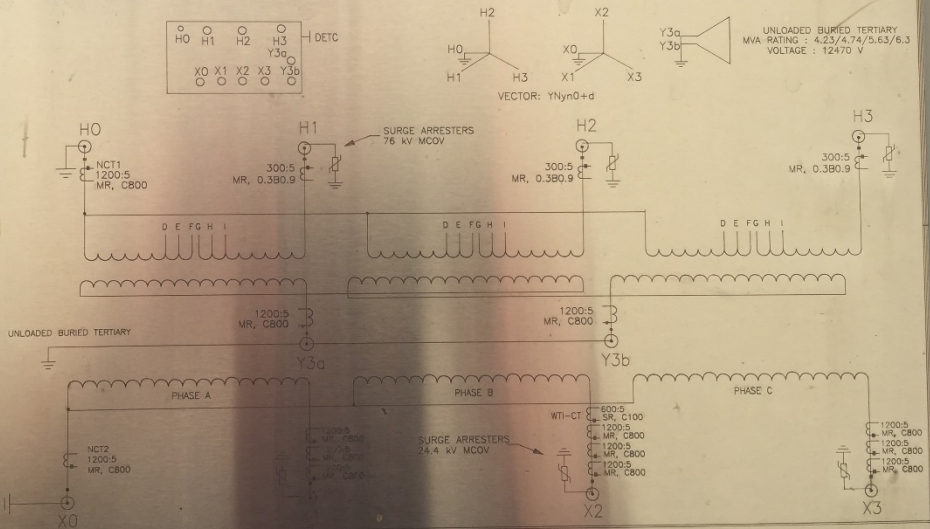 H0 H1 H2 H3 DETC
Y3a
X0 X1 X2 X3 Y3b
H2
H0
H1 H3
X2
X0
X1 X3
VECTOR: YNyn0+d
Y3a
Y3b
UNLOADED BURIED TERTIARY
MVA RATING : 4.23/4.74/5.63/6.3
VOLTAGE : 12470 V
H0
NCT1
1200:5
MR, C800
H1
300:5
MR, 0.3B0.9
SURGE ARRESTERS
76 kV MCOV
H2
300:5
MR, 0.3B0.9
H3
300:5
MR, 0.3B0.9
D E F G H I
D E F G H I
D E F G H I
1200:5
MR, C800
1200:5
MR, C800
UNLOADED BURIED TERTIARY
Y3a
Y3b
PHASE A
PHASE B
PHASE C
NCT2
1200:5
MR, C800
X0
1200:5
MR, C800
SURGE ARRESTERS
24.4 kV MCOV
WTI-CT
600:5
SR, C100
1200:5
MR, C800
1200:5
MR, C800
1200:5
MR, C800
X2
1200:5
MR, C800
1200:5
MR, C800
1200:5
MR, C800
X3